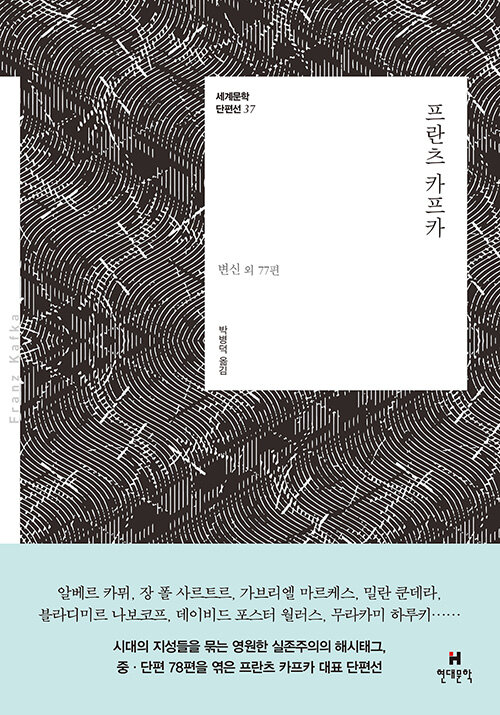 세계문학
단편선 37
프란츠 카프카
변신 외 77편
박병덕 옮김
Franz Kafka
알베르 카뮈, 장 폴 사르트르, 가브리엘 마르케스, 밀란 쿤데라,
블라디미르 나보코프, 데이비드 포스터 월러스, 무라카미 하루키……
시대의 지성들을 묶는 영원한 실존주의의 해시태그,
중·단편 78편을 엮은 프란츠 카프카 대표 단편선
현대문학